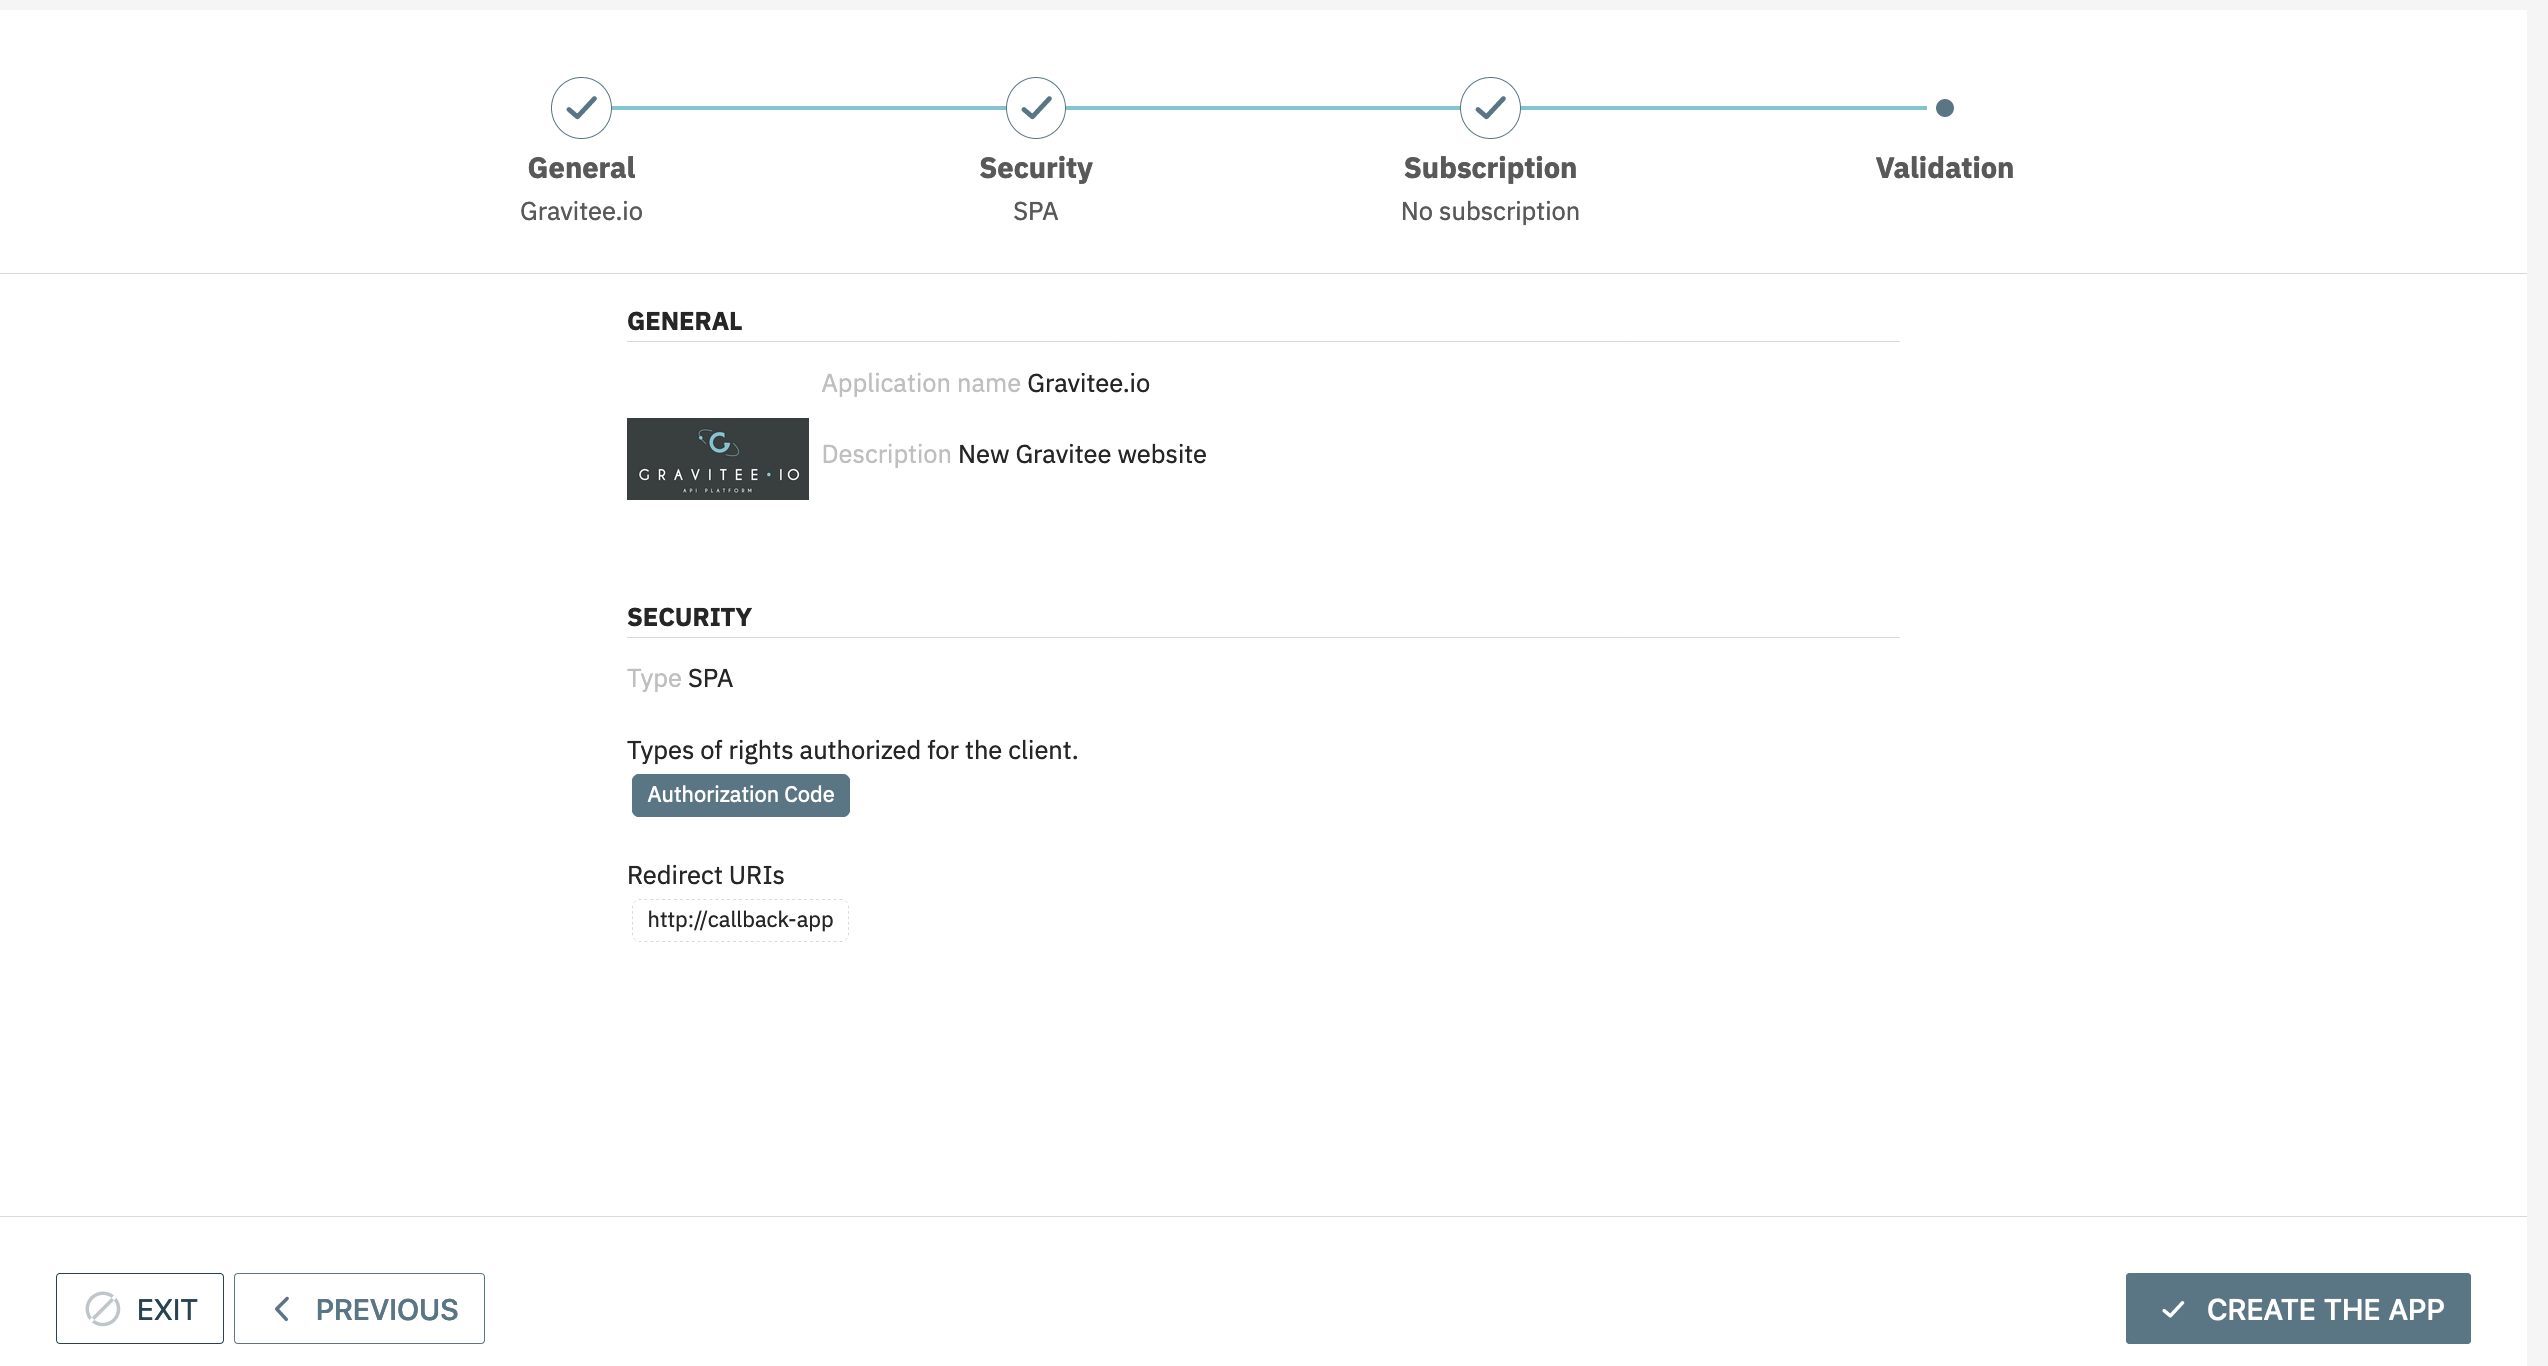 General
Gravitee.io
Security
SPA
Subscription
No subscription
Validation
GENERAL
Application name Gravitee.io
GRAVITEE·IO
API PLATFORM
Description New Gravitee website
SECURITY
Type SPA
Types of rights authorized for the client.
Authorization Code
Redirect URIs
http://callback-app
EXIT
PREVIOUS
CREATE THE APP